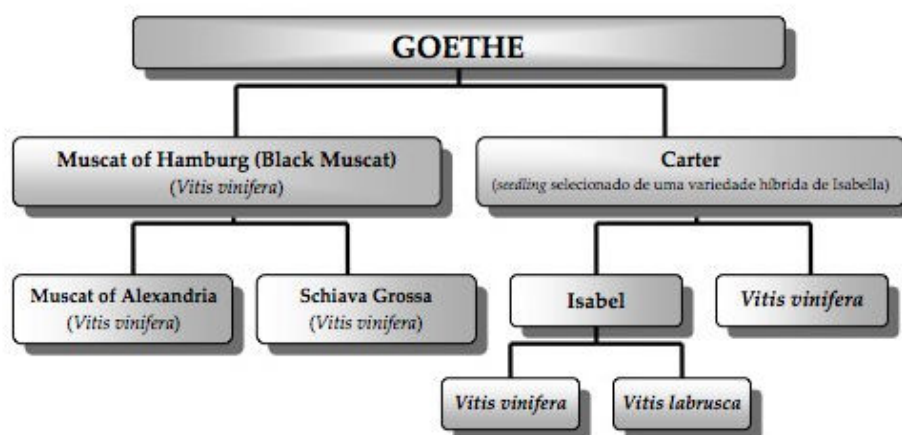 GOETHE
Muscat of Hamburg (Black Muscat)
(Vitis vinifera)
Carter
(seedling selecionado de uma variedade híbrida de Isabella)
Muscat of Alexandria
(Vitis vinifera)
Schiava Grossa
(Vitis vinifera)
Isabel
Vitis vinifera
Vitis vinifera
Vitis labrusca